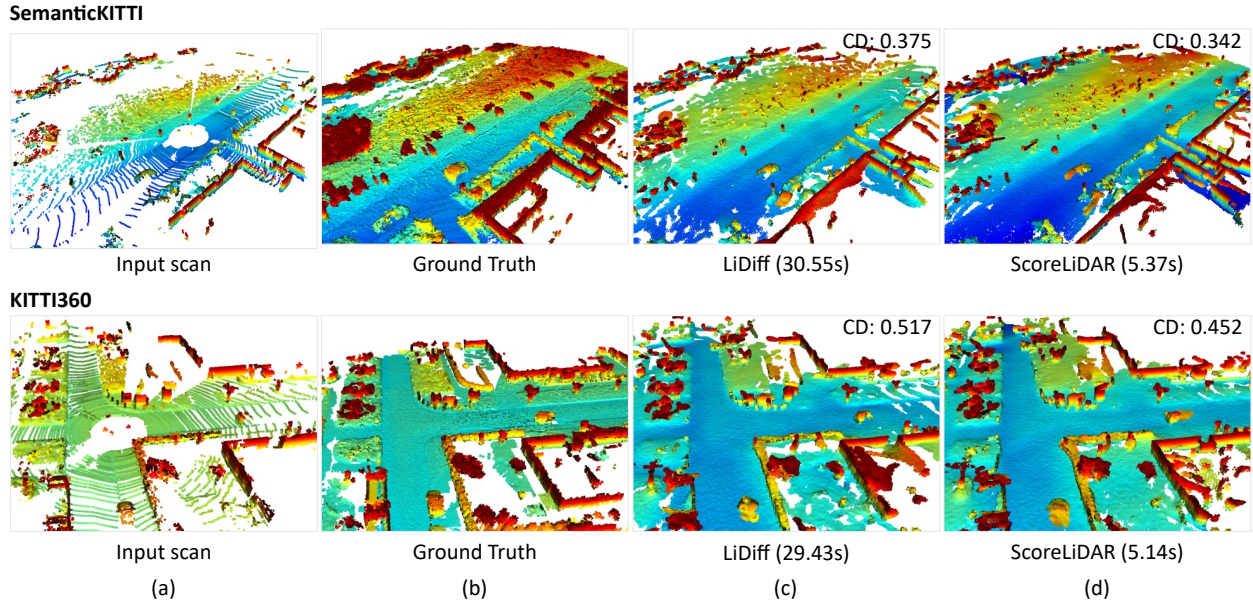 SemanticKITTI
CD: 0.375
CD: 0.342
Input scan
Ground Truth
LiDiff (30.55s)
ScoreLiDAR (5.37s)
KITTI360
CD: 0.517
CD: 0.452
Input scan
Ground Truth
LiDiff (29.43s)
ScoreLiDAR (5.14s)
(a)
(b)
(c)
(d)